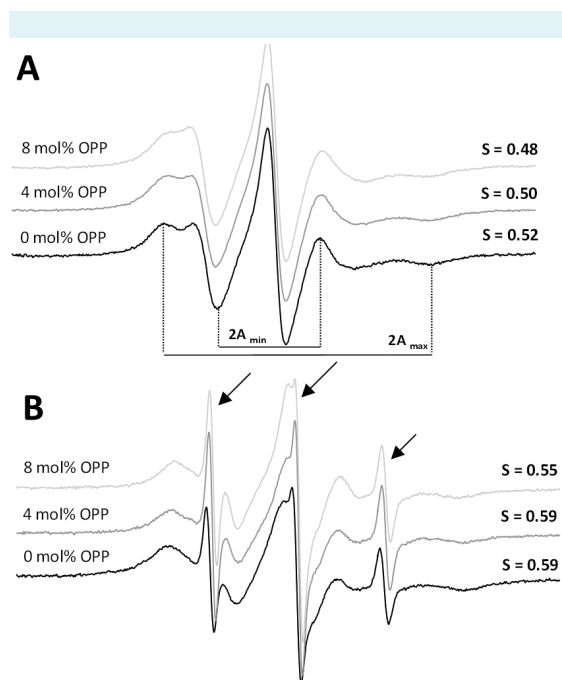 A
8 mol% OPP
S = 0.48
4 mol% OPP
S = 0.50
0 mol% OPP
S = 0.52
2A min
2A max
B
8 mol% OPP
S = 0.55
4 mol% OPP
S = 0.59
0 mol% OPP
S = 0.59